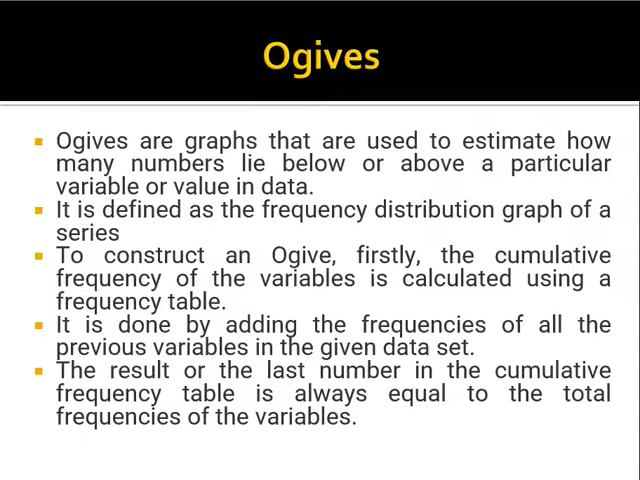 Ogives
Ogives are graphs that are used to estimate how
many numbers lie below or above a particular
variable or value in data.
It is defined as the frequency distribution graph of a
series
To construct an Ogive, firstly, the cumulative
frequency of the variables is calculated using a
frequency table.
It is done by adding the frequencies of all the
previous variables in the given data set.
The result or the last number in the cumulative
frequency table is always equal to the total
frequencies of the variables.